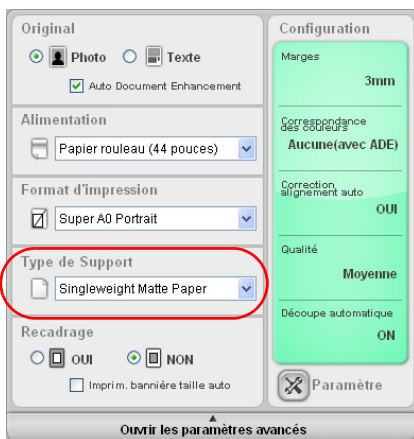 Original
Photo Texte
Auto Document Enhancement
Alimentation
Papier rouleau (44 pouces)
Format d'impression
Super A0 Portrait
Type de Support
Singleweight Matte Paper
Recadrage
OUI NON
Imprim. bannière taille auto
Configuration
Marges
3mm
Correspondance
des couleurs
Aucune(avec ADE)
Correction
alignement auto
OUI
Qualité
Moyenne
Découpe automatique
ON
Paramètre
Ouvrir les paramètres avancés